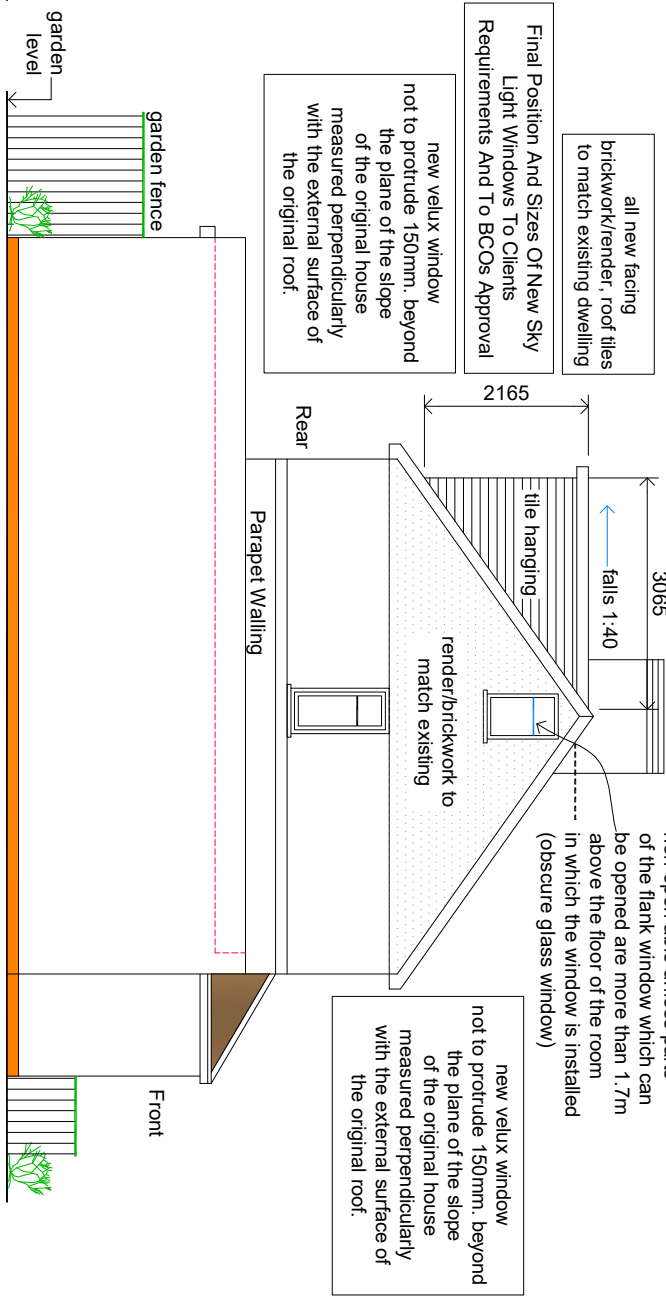 3065
falls 1:40
of the flank window which can
be opened are more than 1.7m
above the floor of the room
in which the window is installed
(obscure glass window)
all new facing
brickwork/render, roof tiles
to match existing dwelling
Final Position And Sizes Of New Sky
Light Windows To Clients
Requirements And To BCOs Approval
2165
tile hanging
render/brickwork to
match existing
new velux window
not to protrude 150mm. beyond
the plane of the slope
of the original house
measured perpendicularly
with the external surface of
the original roof.
new velux window
not to protrude 150mm. beyond
the plane of the slope
of the original house
measured perpendicularly
with the external surface of
the original roof.
Rear
Parapet Walling
Front
garden fence
garden
level